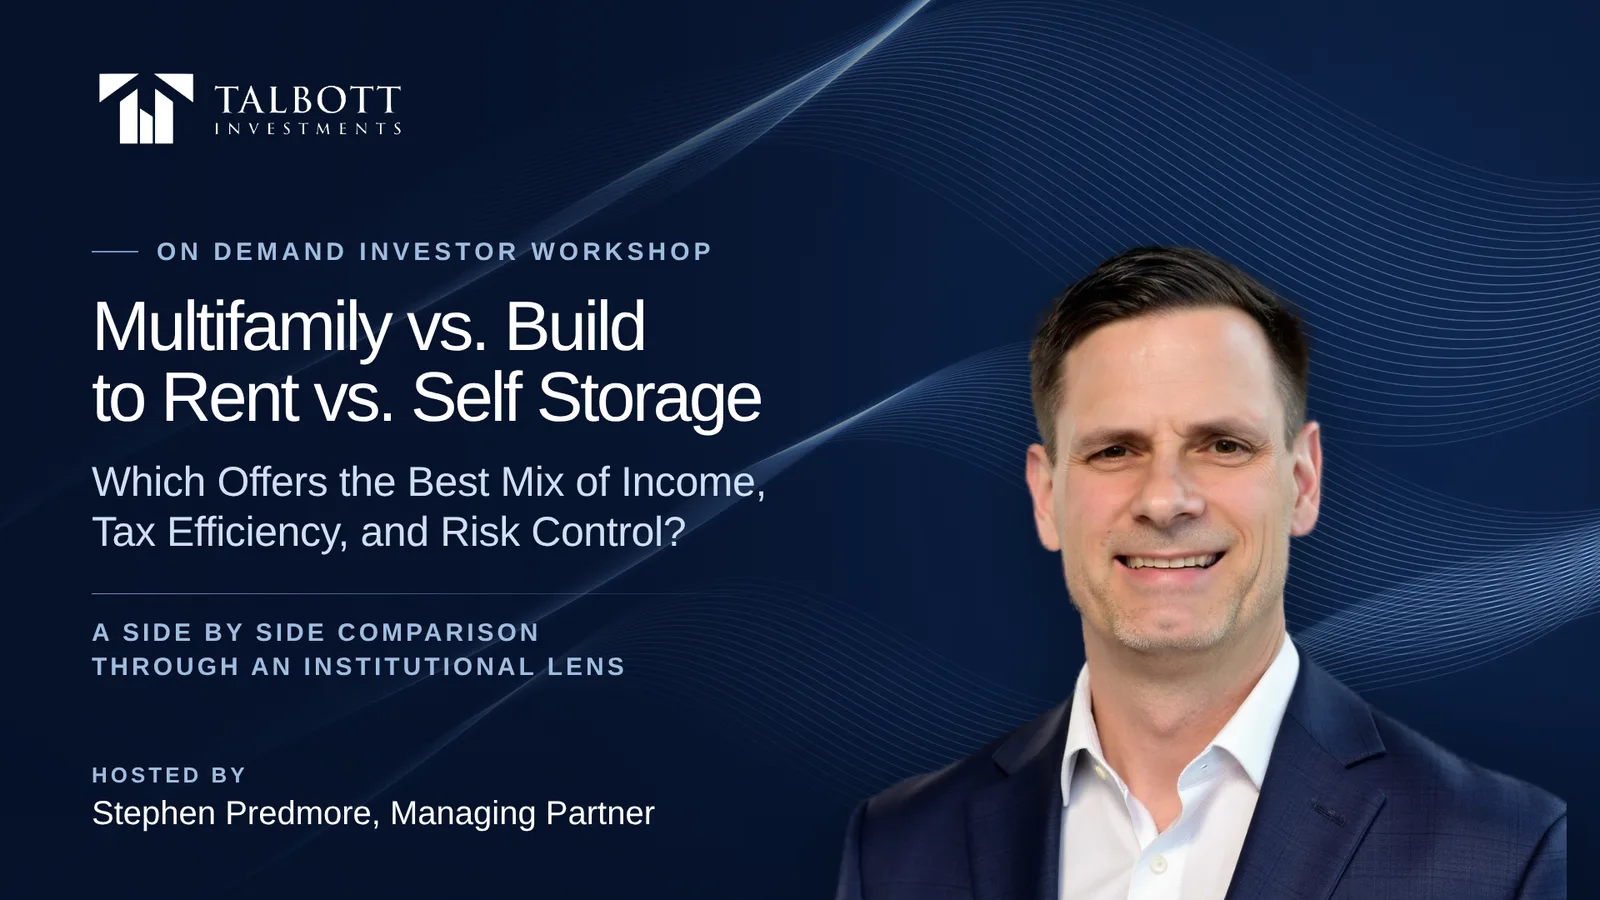 TALBOTT
INVESTMENTS
ON DEMAND INVESTOR WORKSHOP
Multifamily vs. Build
to Rent vs. Self Storage
Which Offers the Best Mix of Income,
Tax Efficiency, and Risk Control?
A SIDE BY SIDE COMPARISON
THROUGH AN INSTITUTIONAL LENS
HOSTED BY
Stephen Predmore, Managing Partner